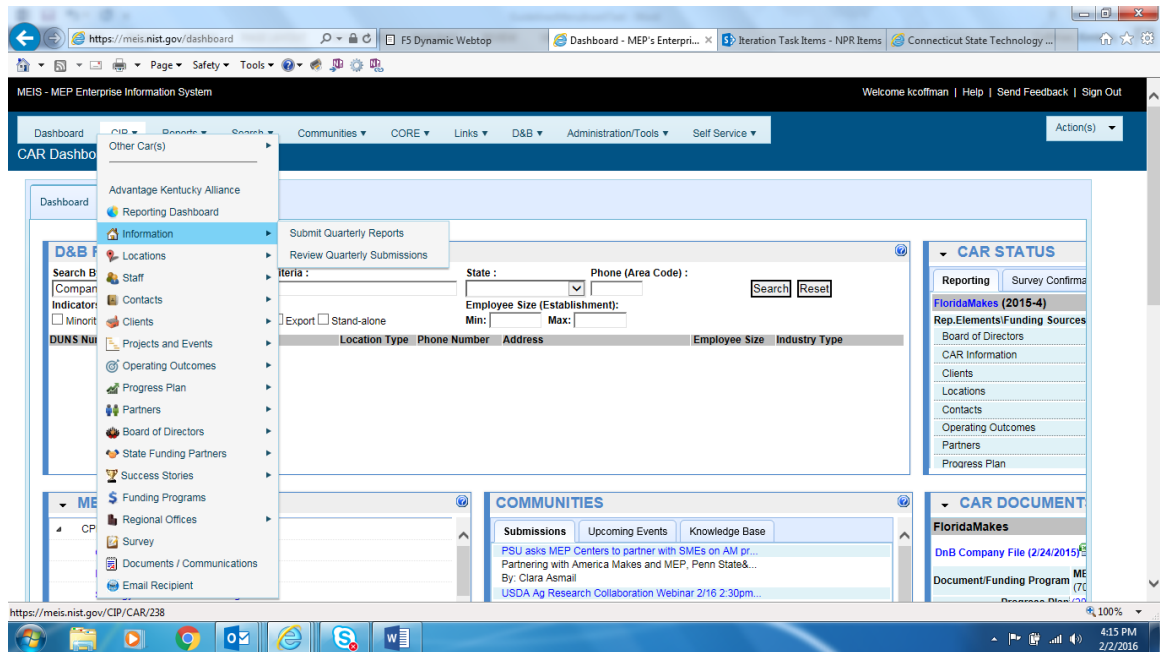 https://meis.nist.gov/dashboard
F5 Dynamic Webtop
Dashboard - MEP's Enterpri...
Iteration Task Items - NPR Items
Connecticut State Technology ...
Page Safety Tools
MEIS - MEP Enterprise Information System
Welcome kcoffman | Help | Send Feedback | Sign Out
Dashboard CIP Reports Search Communities CORE Links D&B Administration/Tools Self Service
Action(s)
CAR Dashbo
Other Car(s)
Advantage Kentucky Alliance
Reporting Dashboard
Information
Locations
Staff
Contacts
Clients
Projects and Events
Operating Outcomes
Progress Plan
Partners
Board of Directors
State Funding Partners
Success Stories
Funding Programs
Regional Offices
Survey
Documents / Communications
Email Recipient
Submit Quarterly Reports
Review Quarterly Submissions
Dashboard
D&B
Search B
iteria :
State :
Phone (Area Code) :
Compan
Search Reset
Indicators
Employee Size (Establishment):
Minorit
Export Stand-alone
Min: Max:
DUNS Nu
Location Type Phone Number Address Employee Size Industry Type
CAR STATUS
Reporting Survey Confirma
FloridaMakes (2015-4)
Rep.Elements\Funding Sources
Board of Directors
CAR Information
Clients
Locations
Contacts
Operating Outcomes
Partners
Progress Plan
ME
CP
COMMUNITIES
Submissions Upcoming Events Knowledge Base
PSU asks MEP Centers to partner with SMEs on AM pr...
Partnering with America Makes and MEP, Penn State&...
By: Clara Asmail
USDA Ag Research Collaboration Webinar 2/16 2:30pm...
CAR DOCUMENT
FloridaMakes
DnB Company File (2/24/2015)
Document/Funding Program ME
(70
https://meis.nist.gov/CIP/CAR/238
100%
4:15 PM
2/2/2016